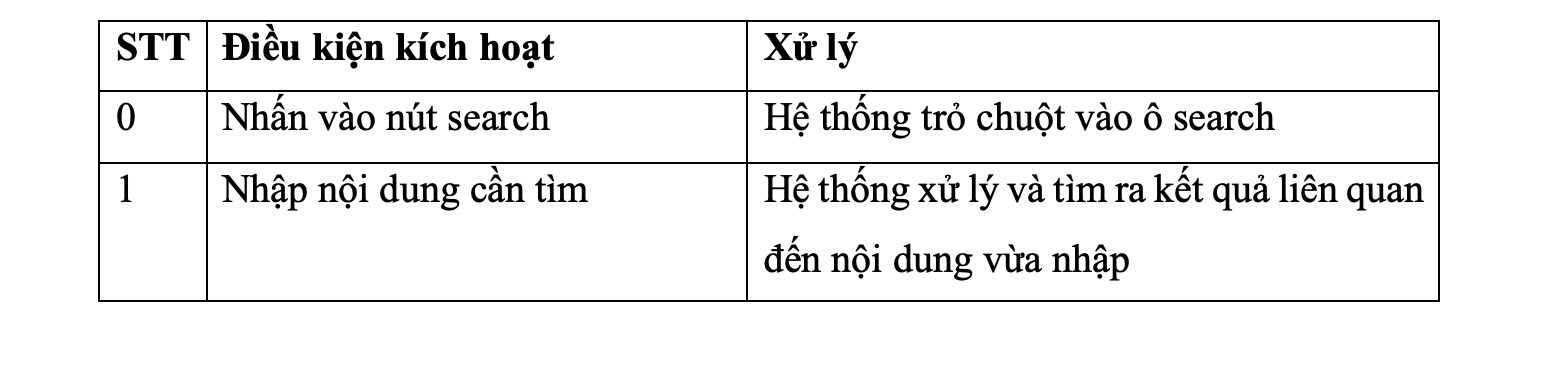 STT Điều kiện kích hoạt Xử lý
0 Nhấn vào nút search Hệ thống trỏ chuột vào ô search
1 Nhập nội dung cần tìm Hệ thống xử lý và tìm ra kết quả liên quan
đến nội dung vừa nhập